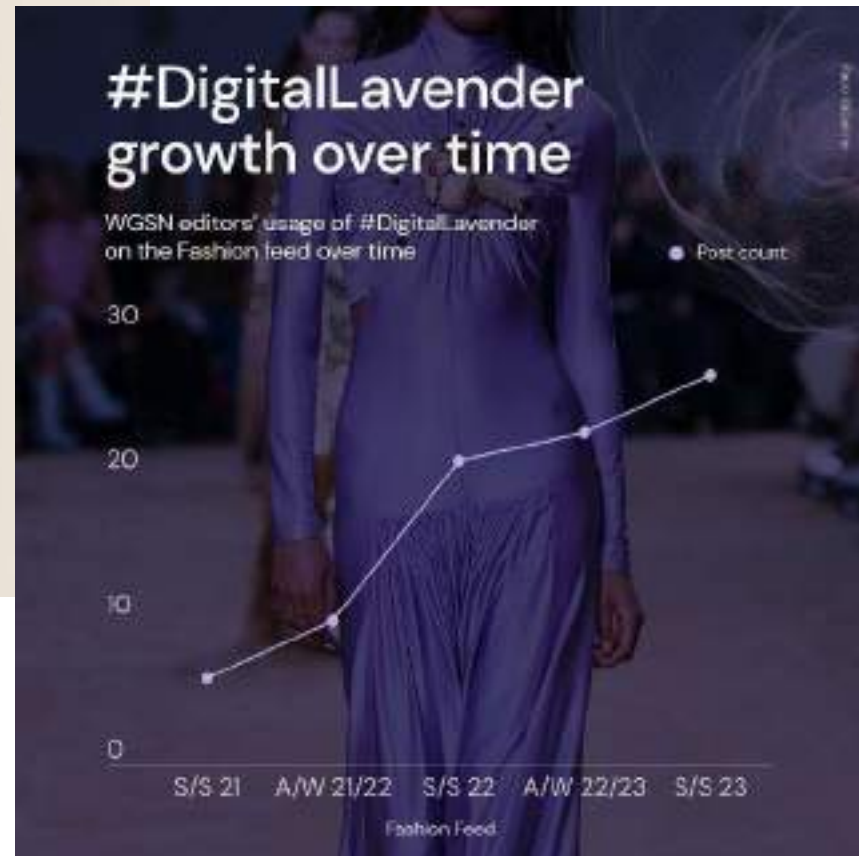 #DigitalLavender
growth over time
WGSN editors' usage of #DigitalLavender
on the Fashion feed over time
Post count
30
20
10
0
S/S 21 A/W 21/22 S/S 22 A/W 22/23 S/S 23
Fashion Feed